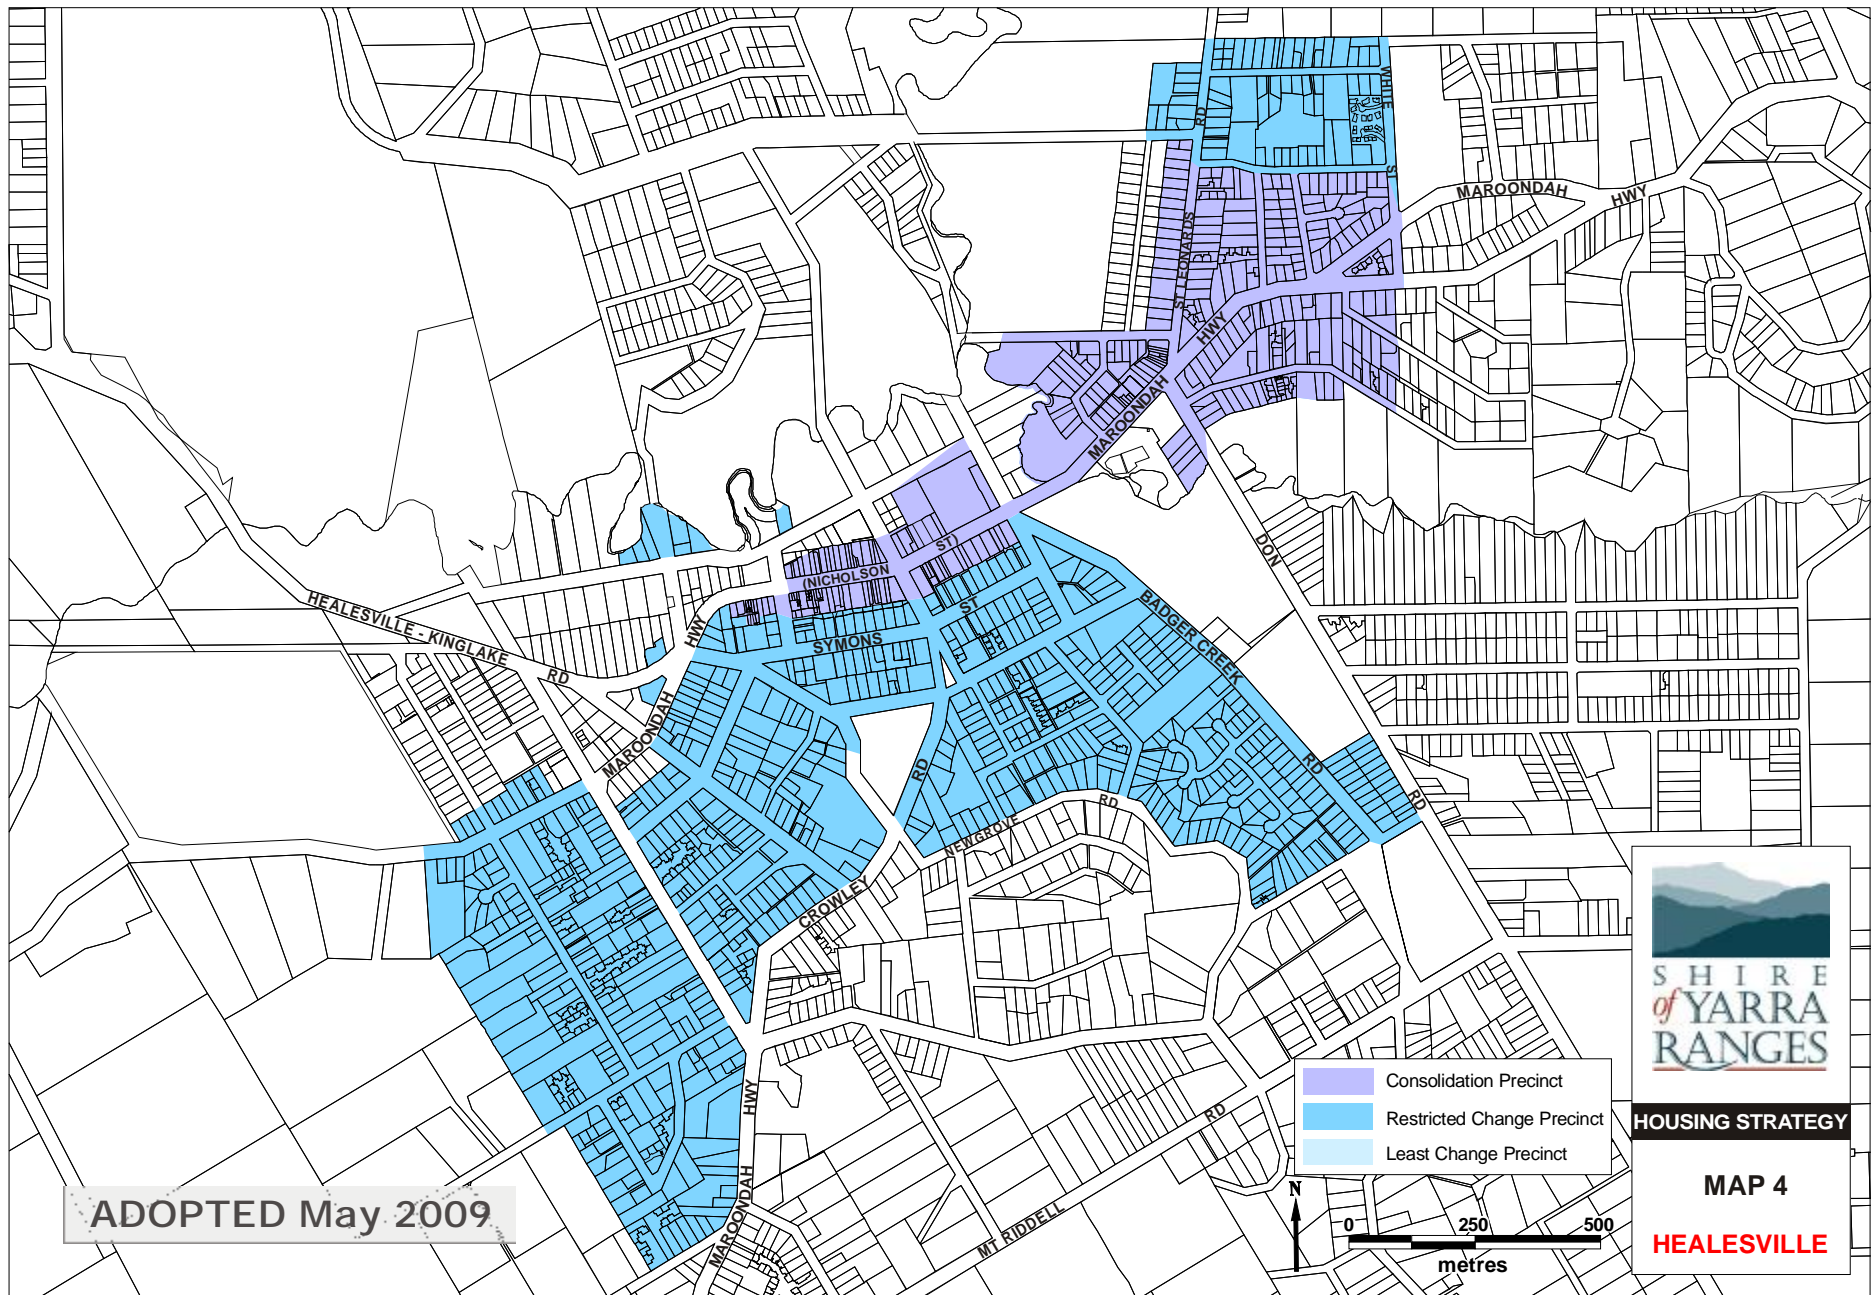 WHITE
ST
RD
MAROONDAH
HWY
ST LEONARDS
HWY
MAROONDAH
DON
RD
(NICHOLSON
ST)
SYMONS
ST
BADGER CREEK
RD
HEALESVILLE - KINGLAKE
RD
HWY
MAROONDAH
RD
NEWGROVE
RD
CROWLEY
HWY
MAROONDAH
MT RIDDELL
RD
Consolidation Precinct
Restricted Change Precinct
Least Change Precinct
N
0 250 500
metres
SHIRE
of YARRA
RANGES
HOUSING STRATEGY
MAP 4
HEALESVILLE
ADOPTED May 2009